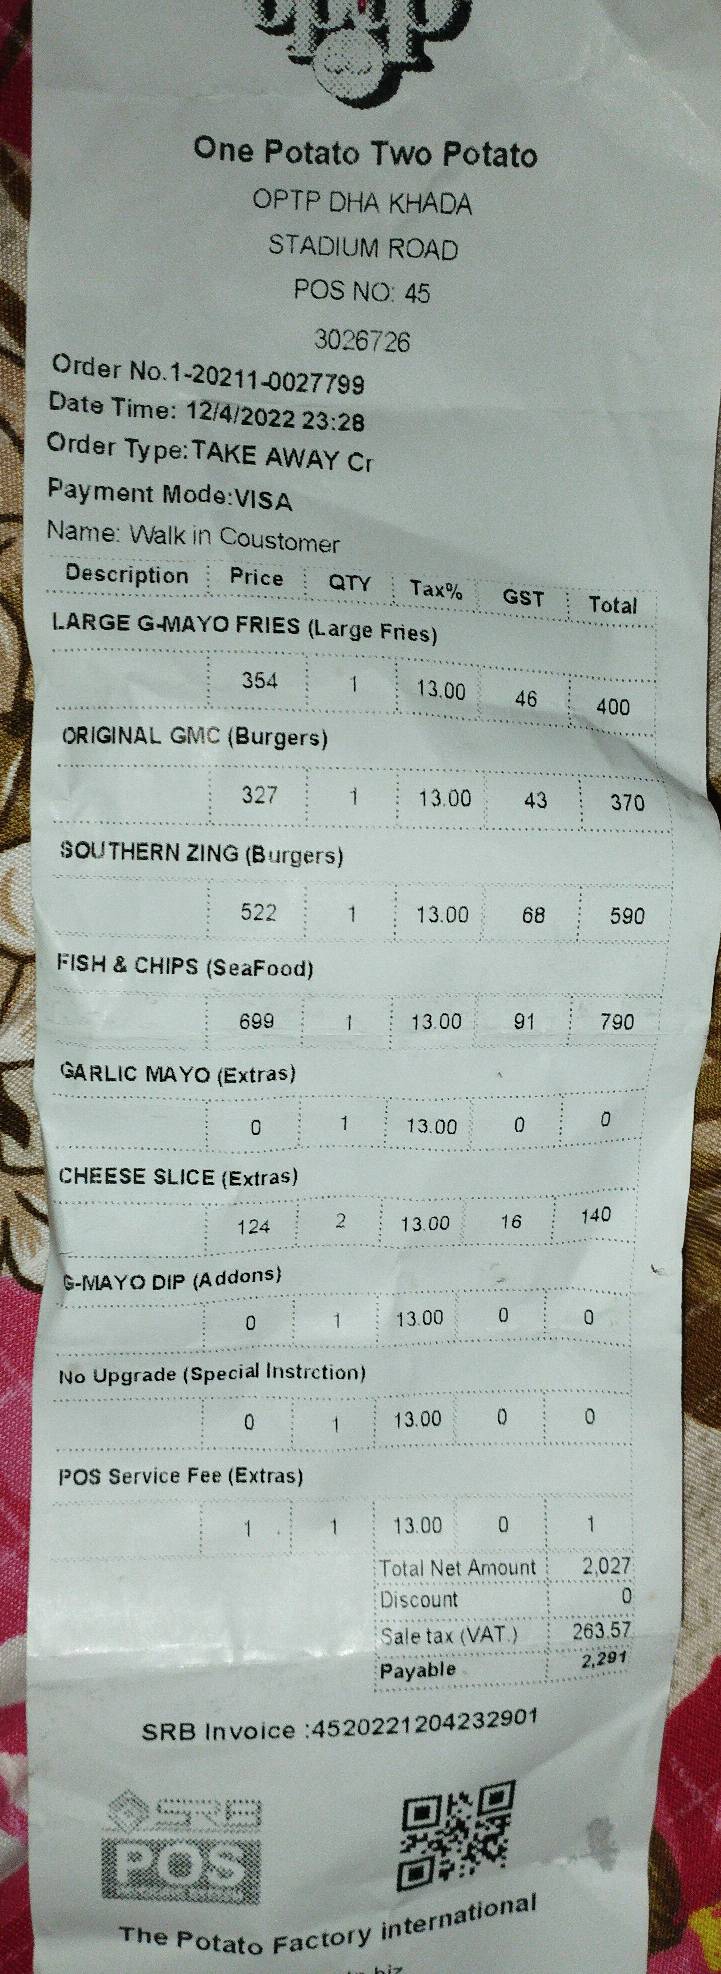 One Potato Two Potato
OPTP DHA KHADA
STADIUM ROAD
POS NO: 45
3026726
Order No.1-20211-0027799
Date Time: 12/4/2022 23:28
Order Type:TAKE AWAY Cr
Payment Mode:VISA
Name: Walk in Coustomer
Description Price QTY Tax% GST Total
LARGE G-MAYO FRIES (Large Fries)
354 1 13.00 46 400
ORIGINAL GMC (Burgers)
327 1 13.00 43 370
SOUTHERN ZING (Burgers)
522 1 13.00 68 590
FISH & CHIPS (SeaFood)
699 1 13.00 91 790
GARLIC MAYO (Extras)
0 1 13.00 0 0
CHEESE SLICE (Extras)
124 2 13.00 16 140
G-MAYO DIP (Addons)
0 1 13.00 0 0
No Upgrade (Special Instrction)
0 1 13.00 0 0
POS Service Fee (Extras)
1 1 13.00 0 1
Total Net Amount 2,027
Discount 0
Sale tax (VAT.) 263.57
Payable 2,291
SRB Invoice :4520221204232901
SRB
POS
The Potato Factory international